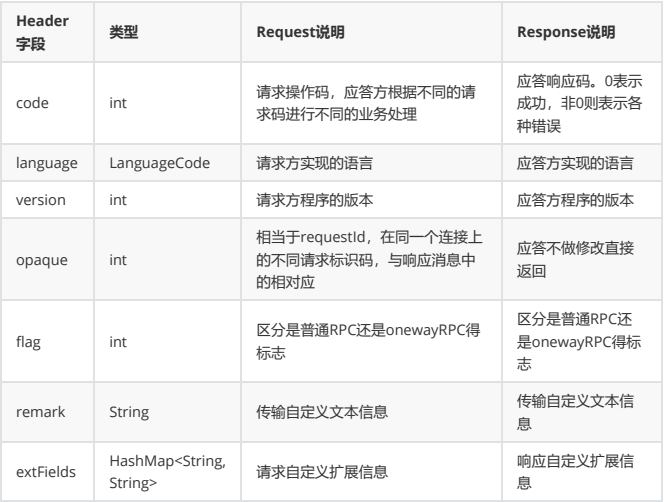 Header
字段
类型
Request说明
Response说明
code
int
请求操作码，应答方根据不同的请
求码进行不同的业务处理
应答响应码。0表示
成功，非0则表示各
种错误
language
LanguageCode
请求方实现的语言
应答方实现的语言
version
int
请求方程序的版本
应答方程序的版本
opaque
int
相当于requestId，在同一个连接上
的不同请求标识码，与响应消息中
的相对应
应答不做修改直接
返回
flag
int
区分是普通RPC还是onewayRPC得
标志
区分是普通RPC还
是onewayRPC得标
志
remark
String
传输自定义文本信息
传输自定义文本信
息
extFields
HashMap<String,
String>
请求自定义扩展信息
响应自定义扩展信
息